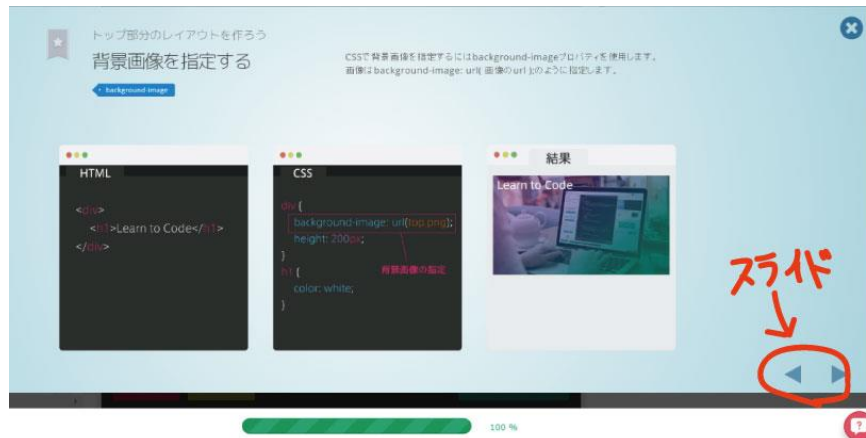 トップ部分のレイアウトを作ろう
背景画像を指定する
background-image
CSSで背景画像を指定するにはbackground-imageプロパティを使用します。
画像はbackground-image: url( 画像のurl );のように指定します。
HTML
<div>
<h1>Learn to Code</h1>
</div>
CSS
div {
background-image: url(top.png);
height: 200px;
}
背景画像の指定
h1 {
color: white;
}
結果
Learn to Code
スライド
100 %
?